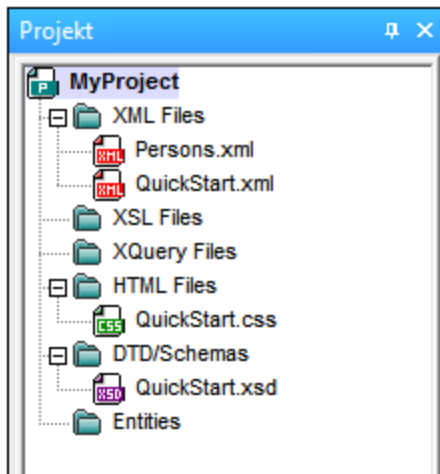 Projekt
MyProject
XML Files
Persons.xml
QuickStart.xml
XSL Files
XQuery Files
HTML Files
QuickStart.css
DTD/Schemas
QuickStart.xsd
Entities